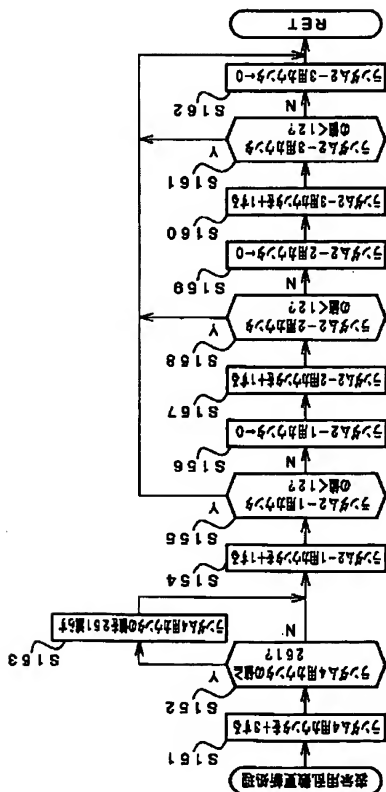 表示用乱数更新処理
S151
ランダム4用カウンタを+3する
S152
ランダム4用カウンタの値≧
251?
Y
N
S153
ランダム4用カウンタの値を251減らす
S154
ランダム2-1用カウンタを+1する
S155
ランダム2-1用カウンタ
の値<12?
Y
N
S156
ランダム2-1用カウンタ←0
S157
ランダム2-2用カウンタを+1する
S158
ランダム2-2用カウンタ
の値<12?
Y
N
S159
ランダム2-2用カウンタ←0
S160
ランダム2-3用カウンタを+1する
S161
ランダム2-3用カウンタ
の値<12?
Y
N
S162
ランダム2-3用カウンタ←0
RET